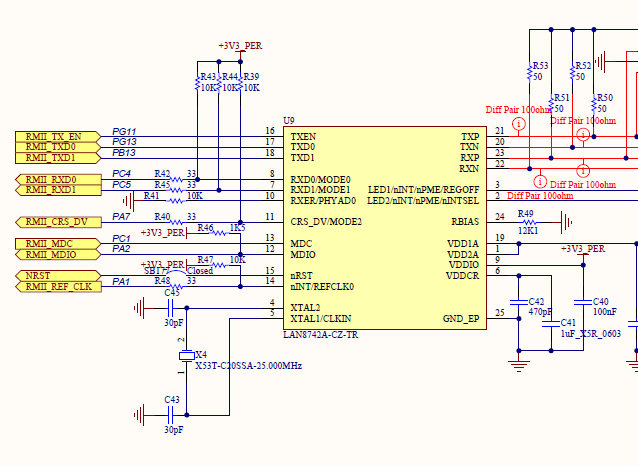 +3V3_PER
R43 R44 R39
10K 10K 10K
R53 R52
50 50
R51 R50
50 50
Diff Pair 100ohm Diff Pair 100ohm
U9
RMII_TX_EN PG11 16 TXEN TXP 21
RMII_TXD0 PG13 17 TXD0 TXN 20
RMII_TXD1 PB13 18 TXD1 RXP 23
RXN 22
RMII_RXD0 PC4 R42 33 8 RXD0/MODE0
Diff Pair 100ohm
RMII_RXD1 PC5 R45 33 7 RXD1/MODE1 LED1/nINT/nPME/REGOFF 3
R41 10K 10 RXER/PHYAD0 LED2/nINT/nPME/nINTSEL 2
Diff Pair 100ohm
RMII_CRS_DV PA7 R40 33 11 CRS_DV/MODE2 RBIAS 24 R49
12K1
+3V3_PER R46 1K5
RMII_MDC PC1 13 MDC VDD1A 19
RMII_MDIO PA2 12 MDIO VDD2A 1
+3V3_PER
+3V3_PER R47 10K VDDIO 9
NRST SB17 Closed 15 nRST VDDCR 6
RMII_REF_CLK PA1 R48 33 14 nINT/REFCLK0
C45
30pF
4 XTAL2
5 XTAL1/CLKIN GND_EP 25
C42
470pF
C41
1uF_X5R_0603
C40
100nF
LAN8742A-CZ-TR
2
X4
X53T-C20SSA-25.000MHz
1
C43
30pF